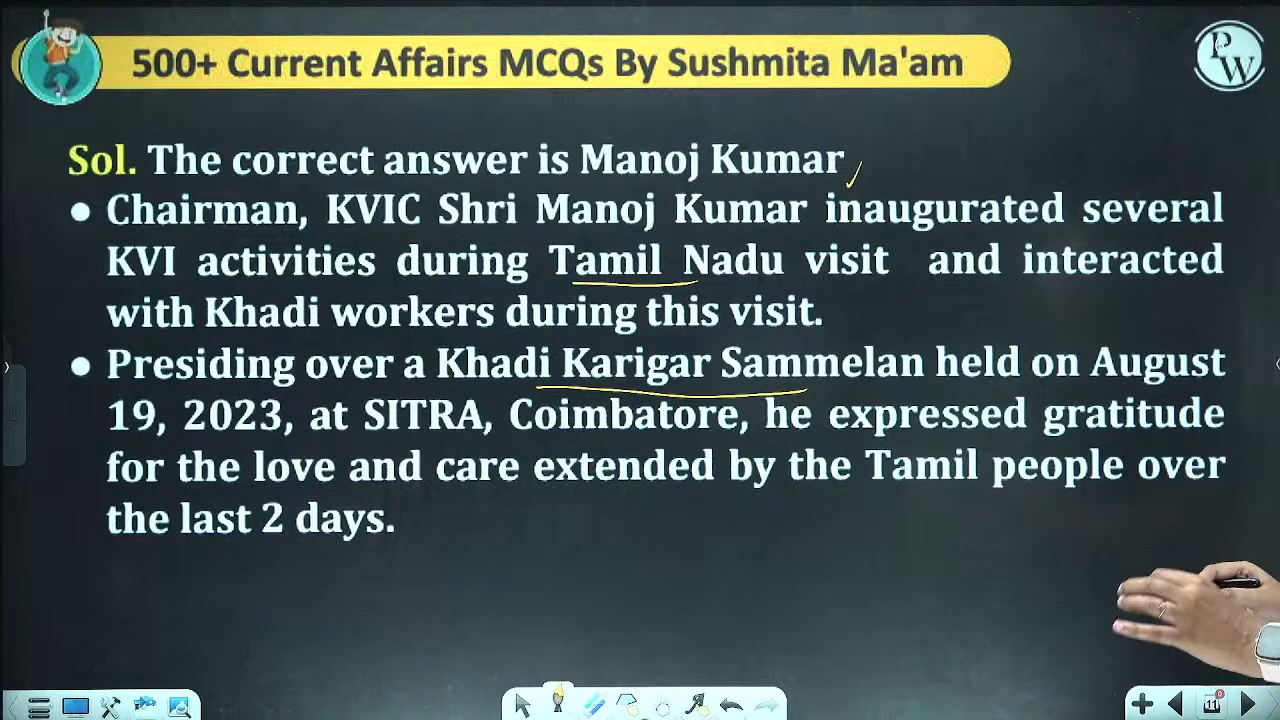 500+ Current Affairs MCQs By Sushmita Ma'am
PW
Sol. The correct answer is Manoj Kumar
● Chairman, KVIC Shri Manoj Kumar inaugurated several
KVI activities during Tamil Nadu visit and interacted
with Khadi workers during this visit.
● Presiding over a Khadi Karigar Sammelan held on August
19, 2023, at SITRA, Coimbatore, he expressed gratitude
for the love and care extended by the Tamil people over
the last 2 days.
11